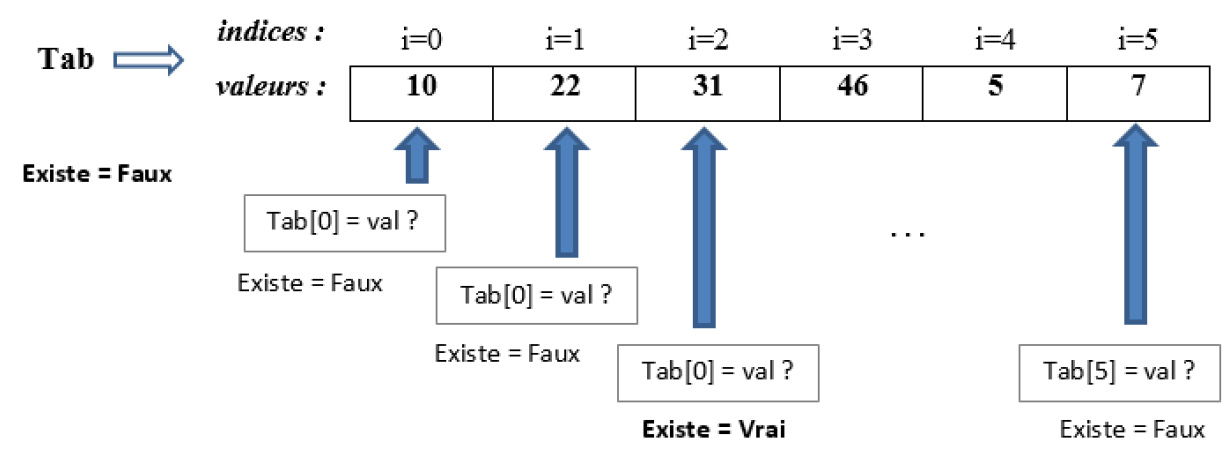 indices : i=0 i=1 i=2 i=3 i=4 i=5
Tab
valeurs : 10 22 31 46 5 7
Existe = Faux
Tab[0] = val ?
...
Existe = Faux
Tab[0] = val ?
Existe = Faux
Tab[0] = val ?
Tab[5] = val ?
Existe = Vrai
Existe = Faux